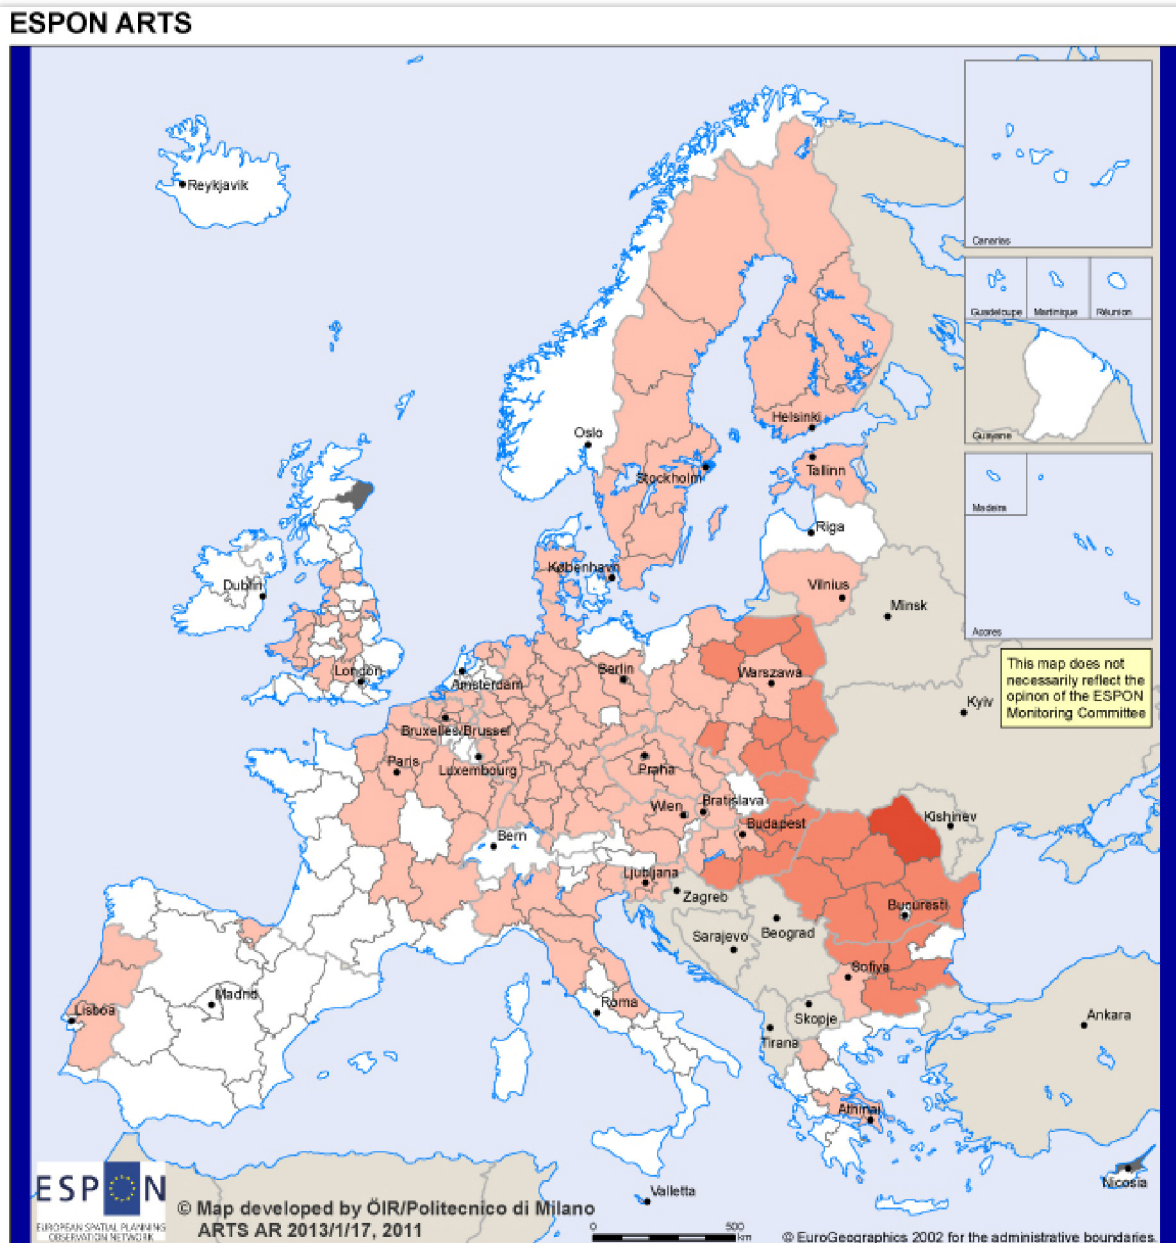 ESPON ARTS
Reykjavik
Canarias
Guadeloupe
Martinique
Réunion
Guayane
Madeira
Acores
Oslo
Helsinki
Tallinn
Stockholm
Riga
Dublin
København
Vilnius
Minsk
London
Amsterdam
Berlin
Warszawa
This map does not
necessarily reflect the
opinon of the ESPON
Monitoring Committee
Kyiv
Bruxelles/Brussel
Paris
Luxembourg
Praha
Wien
Bratislava
Budapest
Kishinev
Bern
Ljubljana
Zagreb
Bucuresti
Beograd
Sarajevo
Sofiya
Madrid
Lisboa
Roma
Skopje
Tirana
Ankara
Athinai
Nicosia
Valletta
ESPON
EUROPEAN SPATIAL PLANNING
OBSERVATION NETWORK
© Map developed by ÖIR/Politecnico di Milano
ARTS AR 2013/1/17, 2011
0 500
km
© EuroGeographics 2002 for the administrative boundaries